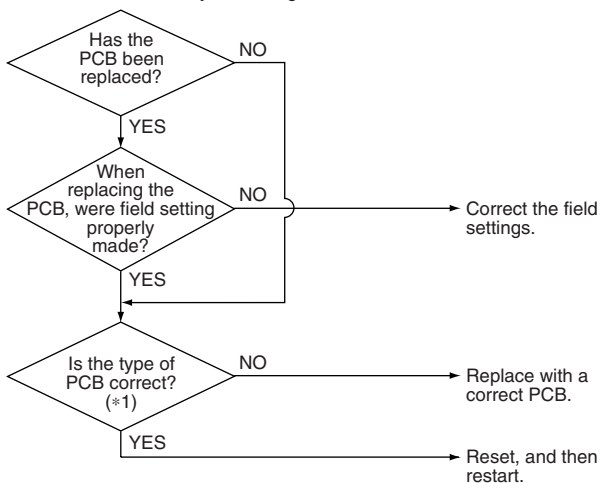 Has the
PCB been
replaced?
NO
YES
When
replacing the
PCB, were field setting
properly
made?
NO
Correct the field
settings.
YES
Is the type of
PCB correct?
(*1)
NO
Replace with a
correct PCB.
YES
Reset, and then
restart.